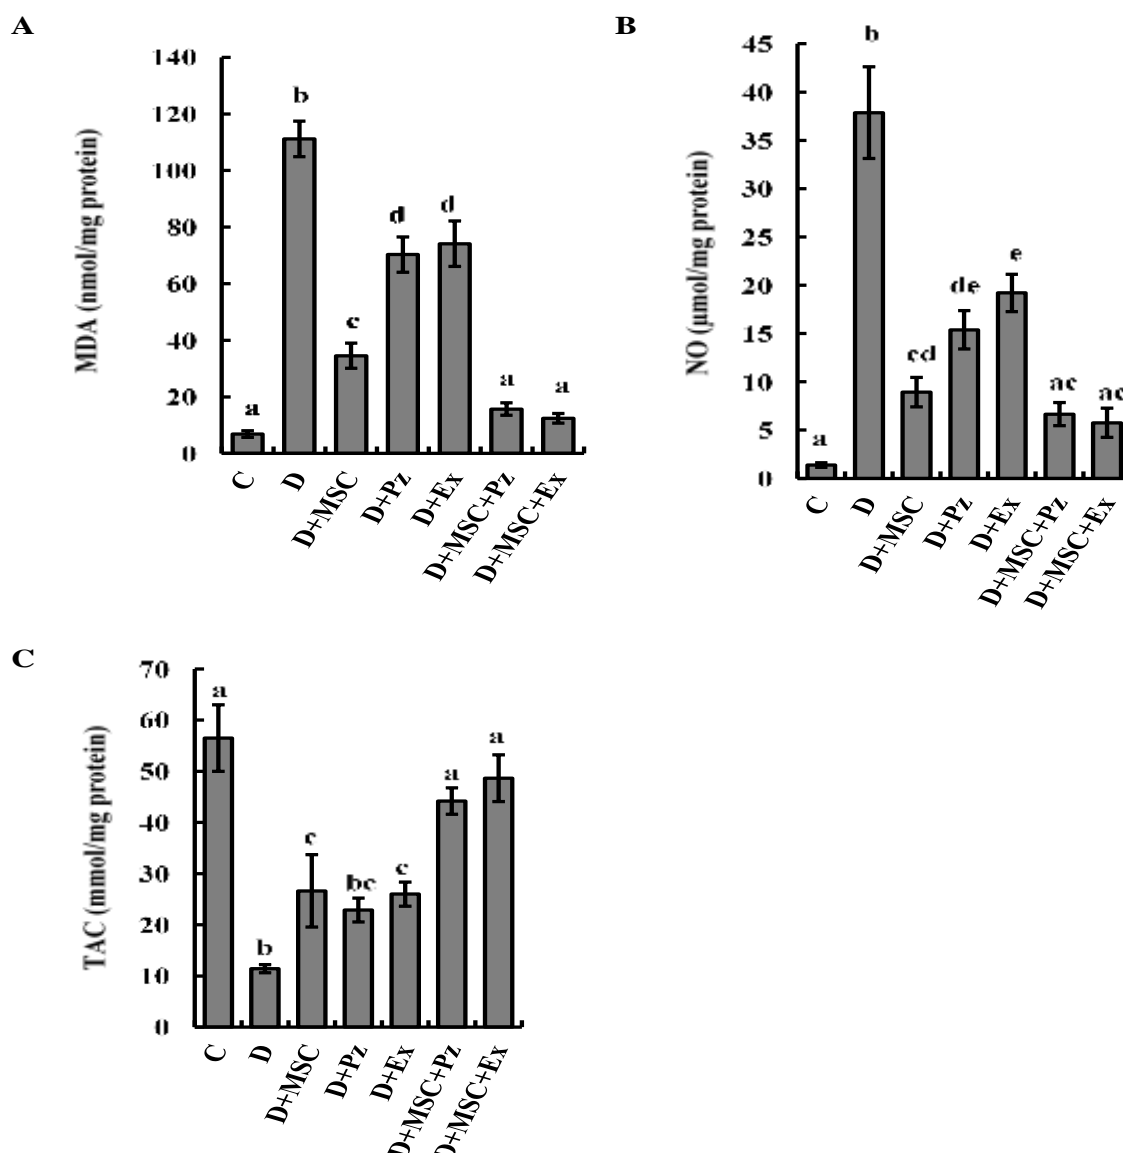 A
MDA (nmol/mg protein)
140
120
100
80
60
40
20
0
a
b
c
d
d
a
a
C
D
D+MSC
D+Pz
D+Ex
D+MSC+Pz
D+MSC+Ex
B
NO (µmol/mg protein)
45
40
35
30
25
20
15
10
5
0
a
b
cd
de
e
ac
ac
C
D
D+MSC
D+Pz
D+Ex
D+MSC+Pz
D+MSC+Ex
C
TAC (mmol/mg protein)
70
60
50
40
30
20
10
0
a
b
c
bc
c
a
a
C
D
D+MSC
D+Pz
D+Ex
D+MSC+Pz
D+MSC+Ex